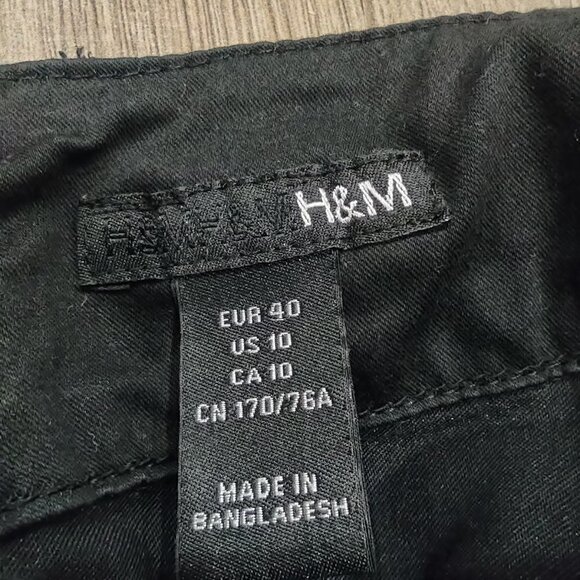 H&M H&M H&M
EUR 40
US 10
CA 10
CN 170/76A
MADE IN
BANGLADESH